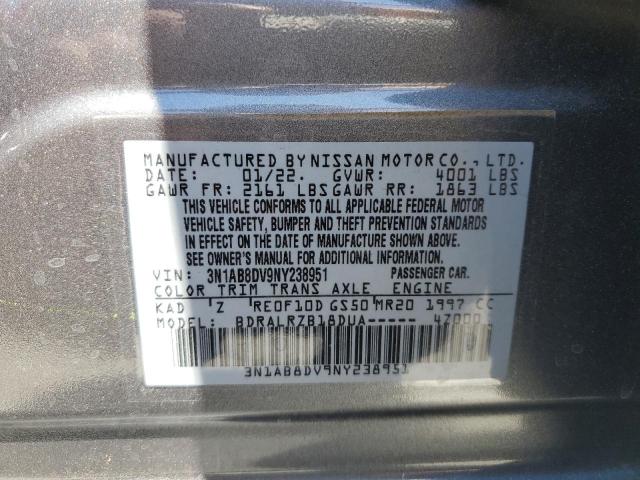 MANUFACTURED BY NISSAN MOTOR CO., LTD.
DATE: 01/22. GVWR: 4001 LBS
GAWR FR: 2161 LBS GAWR RR: 1863 LBS
THIS VEHICLE CONFORMS TO ALL APPLICABLE FEDERAL MOTOR
VEHICLE SAFETY, BUMPER AND THEFT PREVENTION STANDARDS
IN EFFECT ON THE DATE OF MANUFACTURE SHOWN ABOVE.
SEE OWNER'S MANUAL FOR ADDITIONAL INFORMATION.
VIN: 3N1AB8DV9NY238951 PASSENGER CAR.
COLOR TRIM TRANS AXLE ENGINE
KAD Z RE0F10D GS50 MR20 1997 CC
MODEL: BDRALRZB18DUA----- 4Z000
3N1AB8DV9NY238951